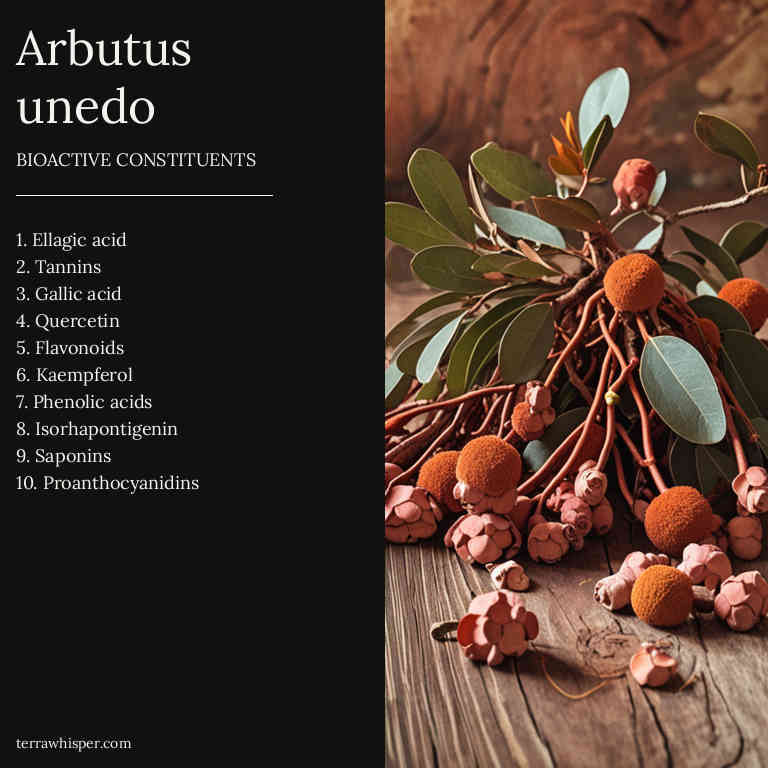 Arbutus
unedo
BIOACTIVE CONSTITUENTS
1. Ellagic acid
2. Tannins
3. Gallic acid
4. Quercetin
5. Flavonoids
6. Kaempferol
7. Phenolic acids
8. Isorhapontigenin
9. Saponins
10. Proanthocyanidins
terrawhisper.com